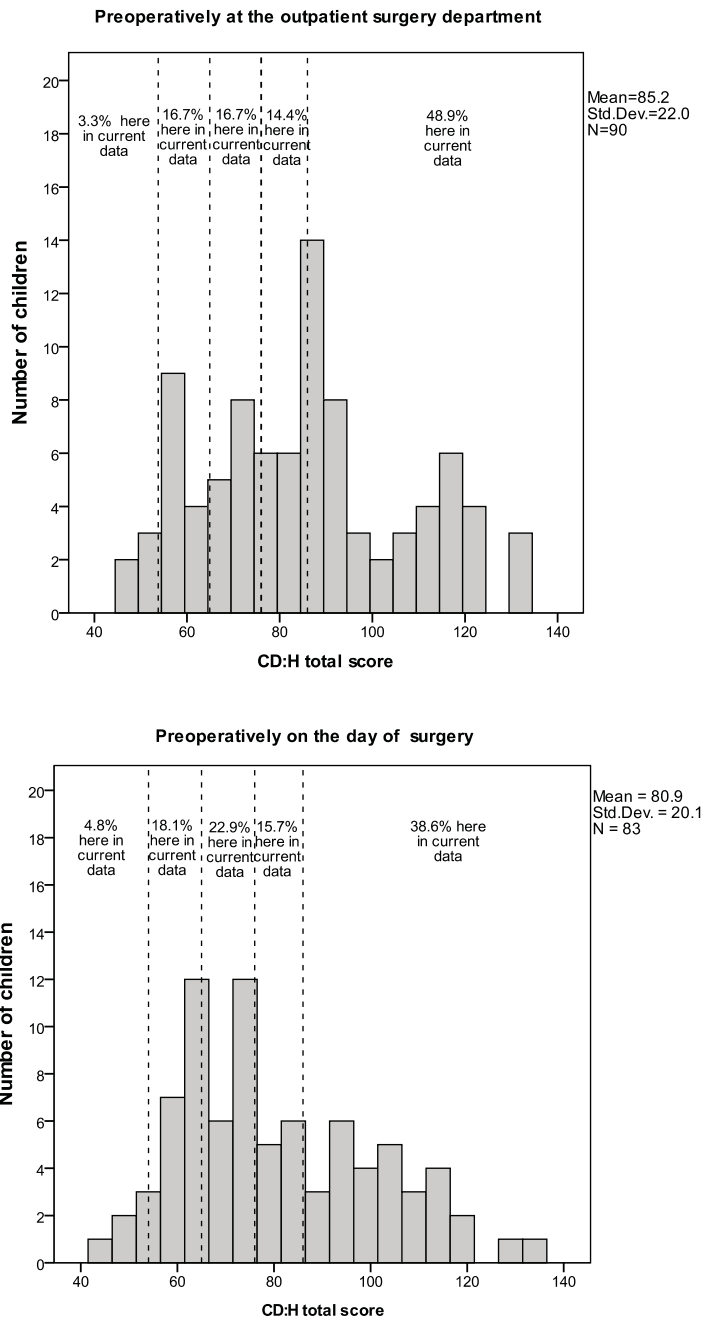 Preoperatively at the outpatient surgery department
3.3% here
in current
data
16.7%
here in
current
data
16.7%
here in
current
data
14.4%
here in
current
data
48.9%
here in
current
data
Mean=85.2
Std.Dev.=22.0
N=90
Number of children
20
18
16
14
12
10
8
6
4
2
0
40 60 80 100 120 140
CD:H total score
Preoperatively on the day of surgery
4.8%
here in
current
data
18.1%
here in
current
data
22.9%
here in
current
data
15.7%
here in
current
data
38.6% here
in current
data
Mean = 80.9
Std.Dev. = 20.1
N = 83
Number of children
20
18
16
14
12
10
8
6
4
2
0
40 60 80 100 120 140
CD:H total score